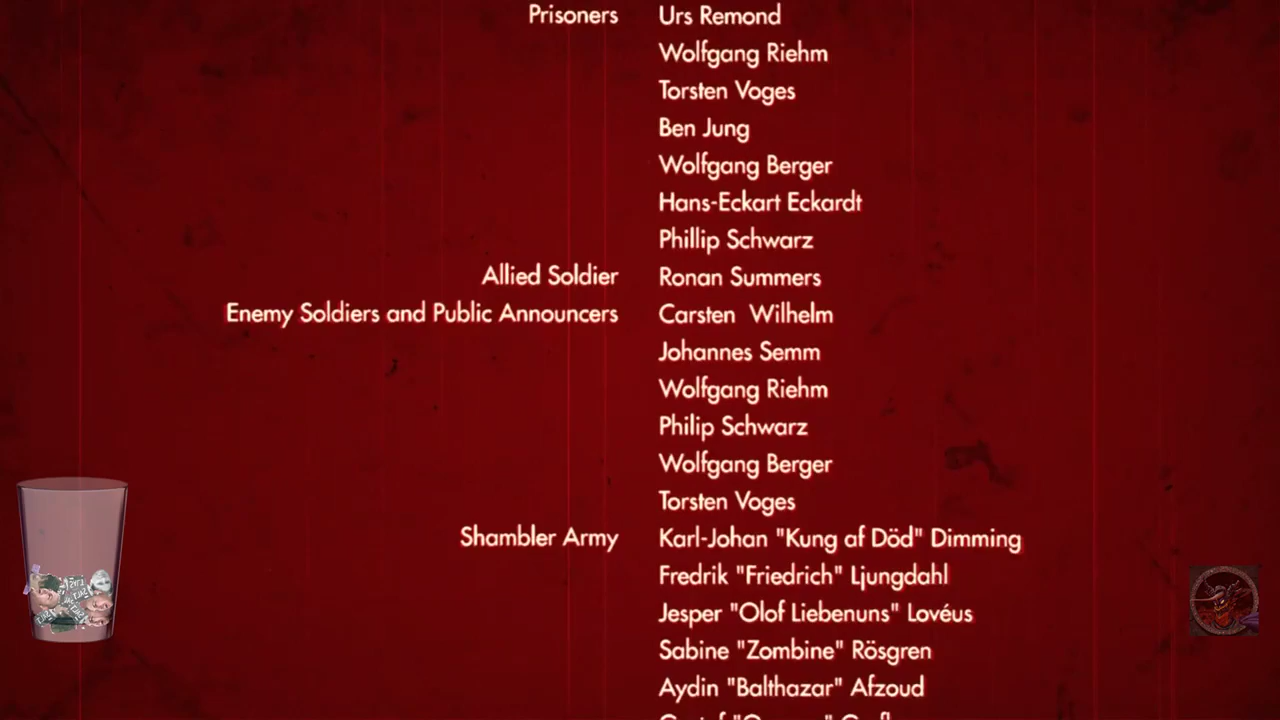 Prisoners Urs Remond
Wolfgang Riehm
Torsten Voges
Ben Jung
Wolfgang Berger
Hans-Eckart Eckardt
Phillip Schwarz
Allied Soldier Ronan Summers
Enemy Soldiers and Public Announcers Carsten  Wilhelm
Johannes Semm
Wolfgang Riehm
Philip Schwarz
Wolfgang Berger
Torsten Voges
Shambler Army Karl-Johan "Kung af Död" Dimming
Fredrik "Friedrich" Ljungdahl
Jesper "Olof Liebenuns" Lovéus
Sabine "Zombine" Rösgren
Aydin "Balthazar" Afzoud